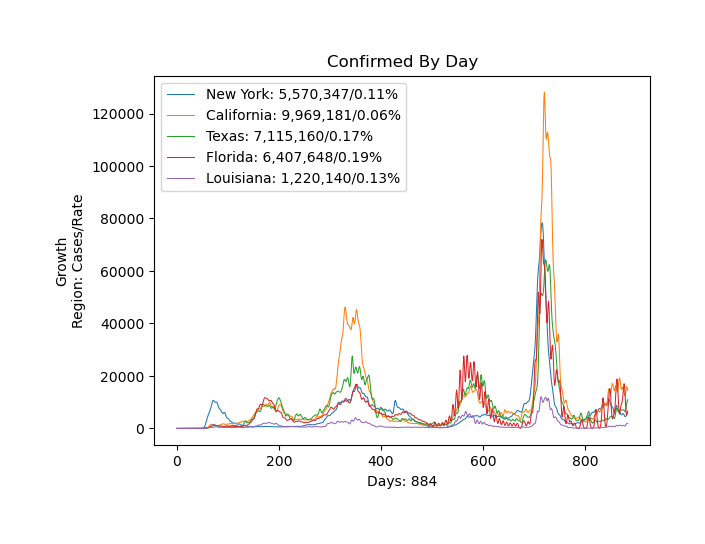 Confirmed By Day
New York: 5,570,347/0.11%
California: 9,969,181/0.06%
Texas: 7,115,160/0.17%
Florida: 6,407,648/0.19%
Louisiana: 1,220,140/0.13%
120000
100000
80000
60000
40000
20000
0
Growth
Region: Cases/Rate
0 200 400 600 800
Days: 884